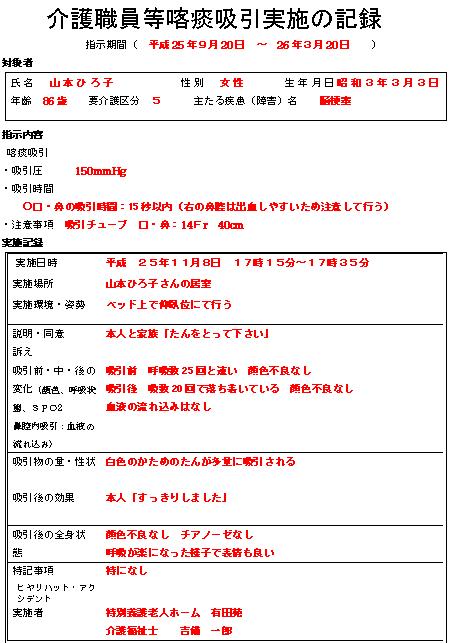 介護職員等喀痰吸引実施の記録
指示期間（ 平成25年9月20日 ～ 26年3月20日 ）
対象者
氏名 山本ひろ子 性別 女性 生年月日 昭和３年３月３日
年齢 86歳 要介護区分 5 主たる疾患（障害）名 脳梗塞
指示内容
喀痰吸引
・吸引圧 150mmHg
・吸引時間
〇口・鼻の吸引時間：15秒以内（右の鼻腔は出血しやすいため注意して行う）
・注意事項 吸引チューブ 口・鼻：14Fr 40cm
実施記録
実施日時 平成 ２５年１１月８日 １７時１５分～１７時３５分
実施場所 山本ひろ子さんの居室
実施環境・姿勢 ベッド上で仰臥位にて行う
説明・同意 本人と家族「たんをとって下さい」
訴え
吸引前・中・後の 吸引前 呼吸数25回と速い 顔色不良なし
変化（顔色、呼吸状 吸引後 吸数20回で落ち着いている 顔色不良なし
態、ＳＰＯ２ 血液の流れ込みはなし
鼻腔内吸引：血液の
流れ込み）
吸引物の量・性状 白色のかためのたんが多量に吸引される
吸引後の効果 本人「すっきりしました」
吸引後の全身状 顔色不良なし チアノーゼなし
態 呼吸が楽になった様子で表情も良い
特記事項 特になし
ヒヤリハット・アク
シデント
実施者 特別養護老人ホーム 有田苑
介護福祉士 一郎